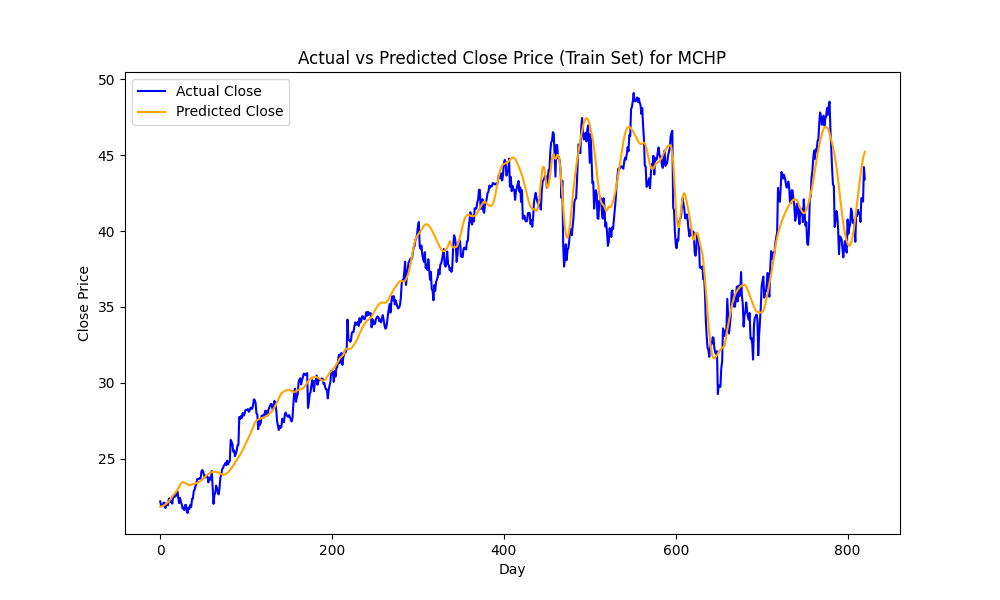 Actual vs Predicted Close Price (Train Set) for MCHP
Actual Close
Predicted Close
Close Price
50
45
40
35
30
25
0
200
400
600
800
Day